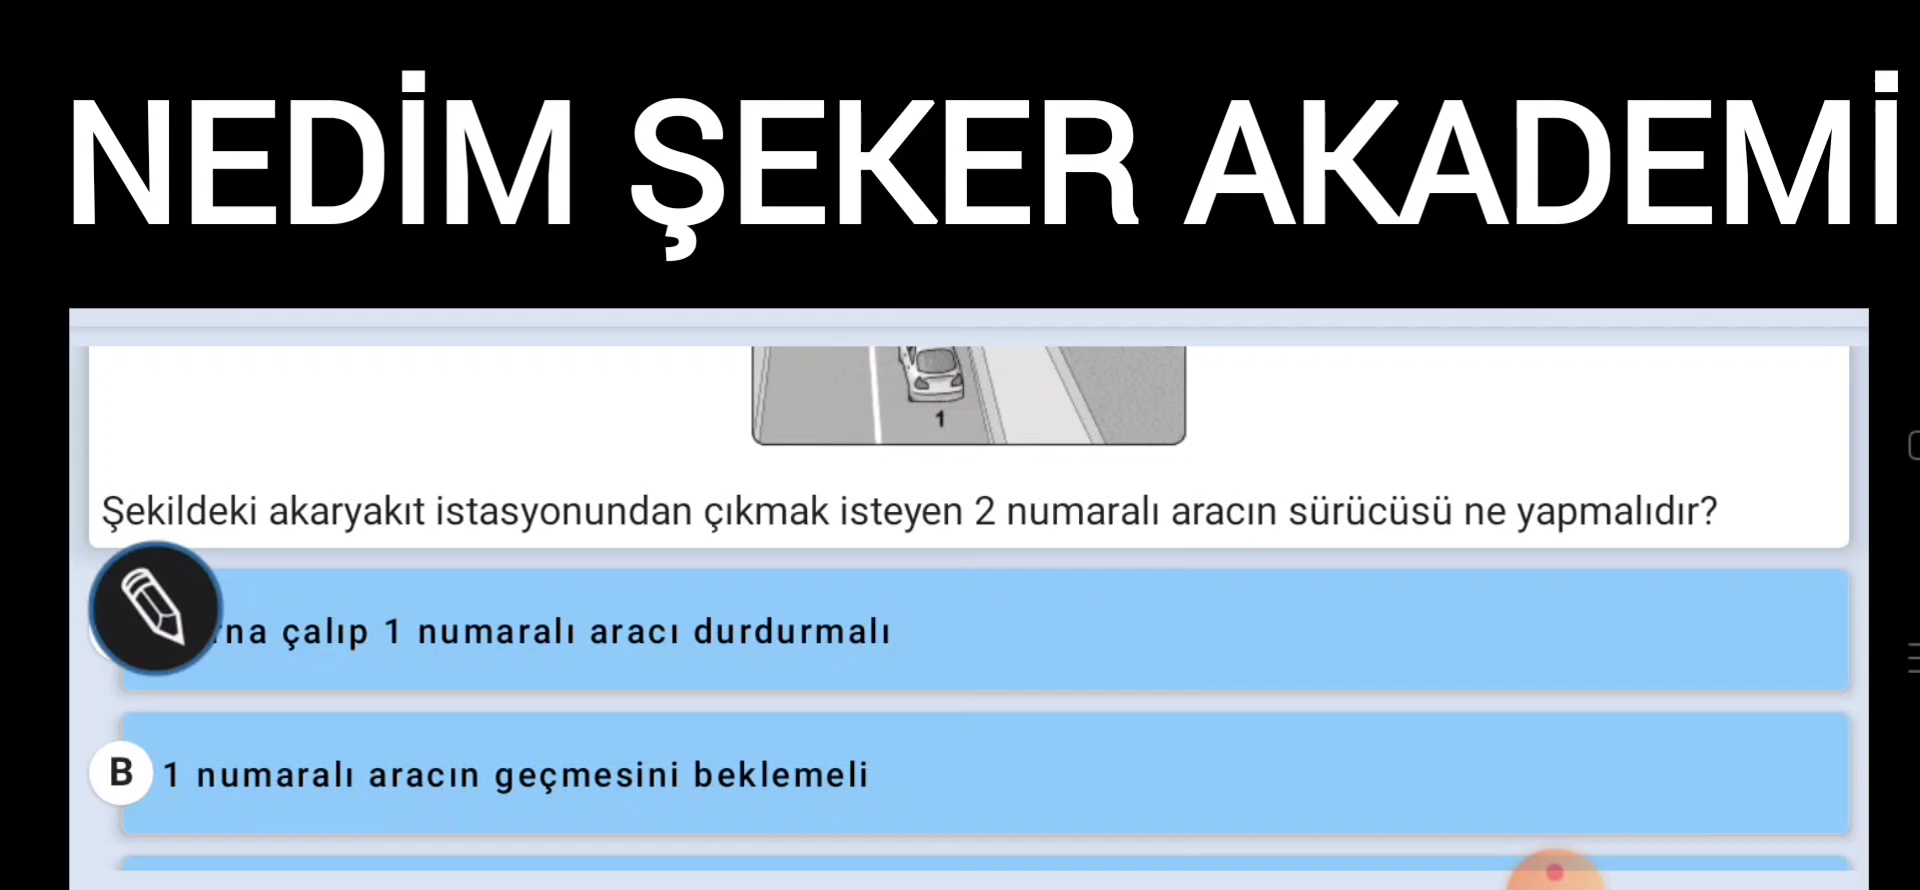 NEDİM ŞEKER AKADEMİ
1
Şekildeki akaryakıt istasyonundan çıkmak isteyen 2 numaralı aracın sürücüsü ne yapmalıdır?
çalıp 1 numaralı aracı durdurmalı
B 1 numaralı aracın geçmesini beklemeli